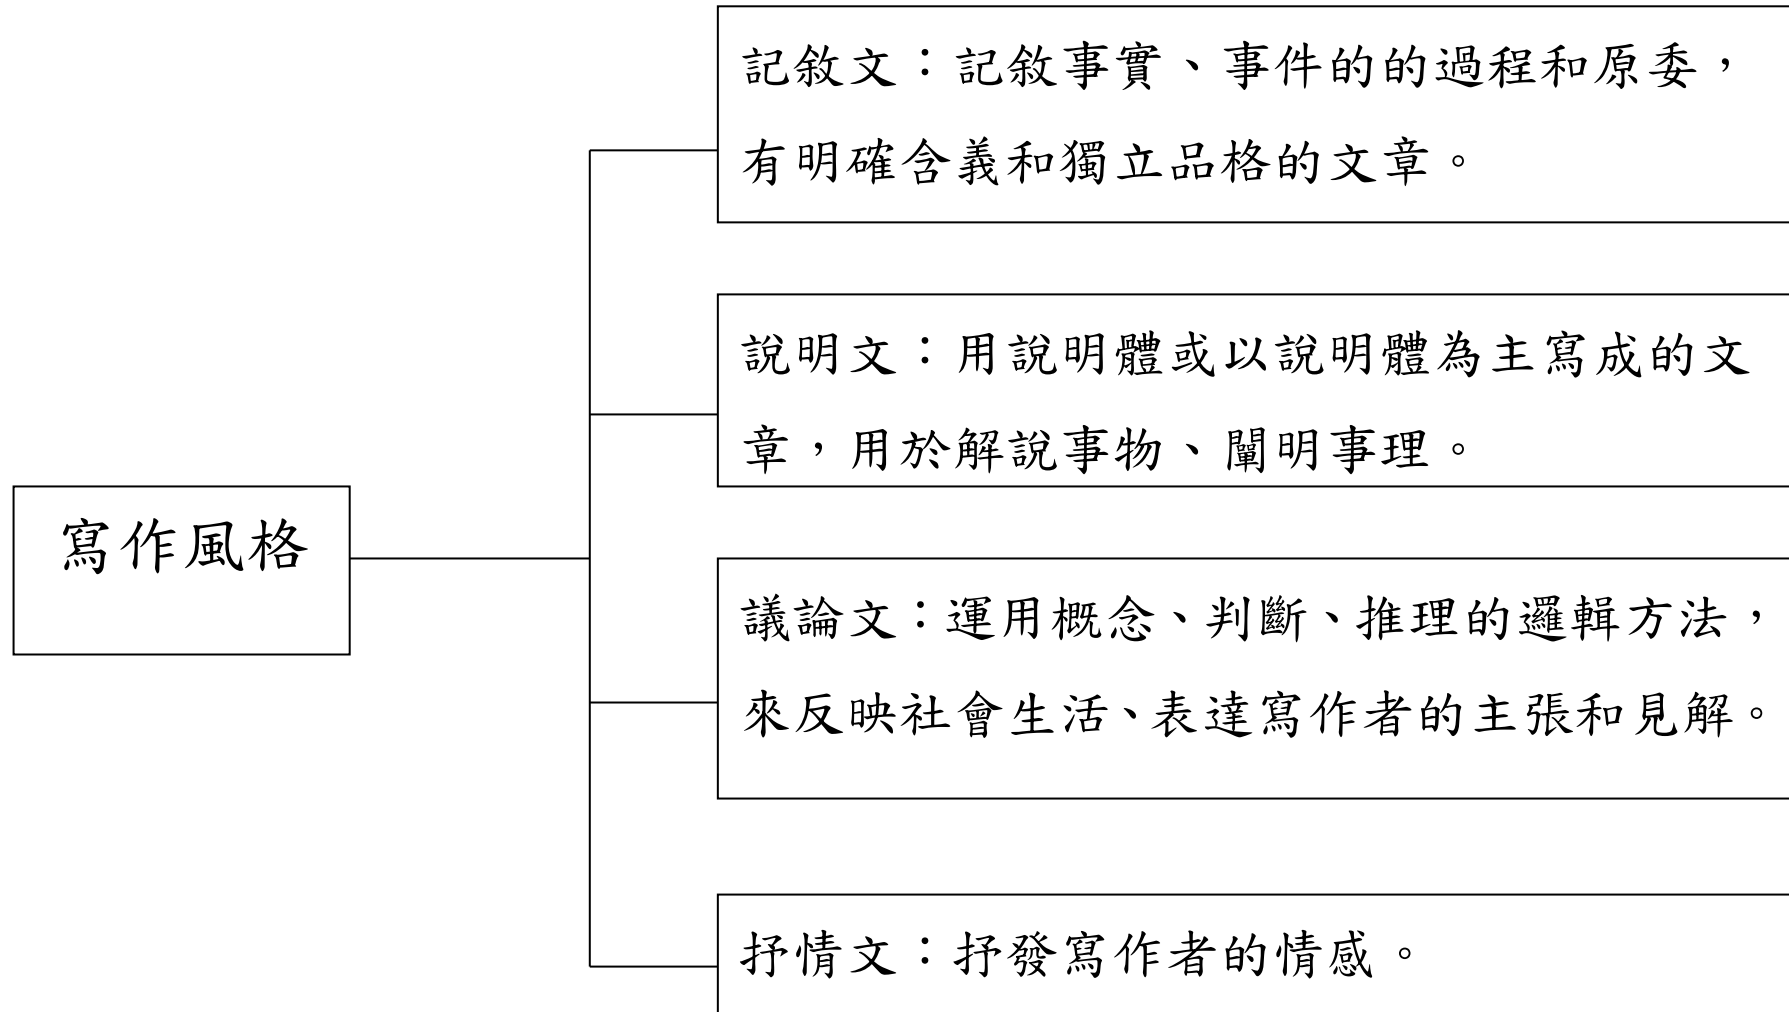 寫作風格
記敘文：記敘事實、事件的的過程和原委，
有明確含義和獨立品格的文章。
說明文：用說明體或以說明體為主寫成的文
章，用於解說事物、闡明事理。
議論文：運用概念、判斷、推理的邏輯方法，
來反映社會生活、表達寫作者的主張和見解。
抒情文：抒發寫作者的情感。